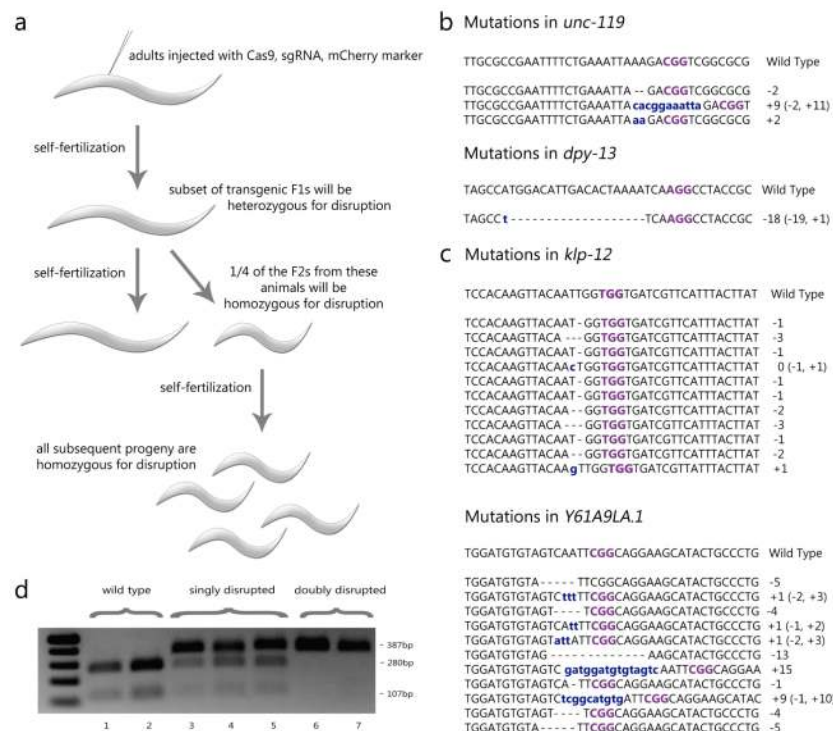 a
adults injected with Cas9, sgRNA, mCherry marker
self-fertilization
subset of transgenic F1s will be
heterozygous for disruption
self-fertilization
1/4 of the F2s from these
animals will be
homozygous for disruption
self-fertilization
all subsequent progeny are
homozygous for disruption
b Mutations in unc-119
TTGCGCCGAATTTTCTGAAATTAAAGACGGTCGGCGCG Wild Type
TTGCGCCGAATTTTCTGAAATTA--GACGGTCGGCGCG -2
TTGCGCCGAATTTTCTGAAATTAcacggaaattaGACGGT +9 (-2, +11)
TTGCGCCGAATTTTCTGAAATTAaaGACGGTCGGCGCG +2
Mutations in dpy-13
TAGCCATGGACATTGACACTAAAATCAAGGCCTACCGC Wild Type
TAGCCt-------------------TCAAGGCCTACCGC -18 (-19, +1)
c Mutations in klp-12
TCCACAAGTTACAATTGGTGGTGATCGTTCATTTACTTAT Wild Type
TCCACAAGTTACAAT-GGTGGTGATCGTTCATTTACTTAT -1
TCCACAAGTTACA---GGTGGTGATCGTTCATTTACTTAT -3
TCCACAAGTTACAAT-GGTGGTGATCGTTCATTTACTTAT -1
TCCACAAGTTACAAcTGGTGGTGATCGTTCATTTACTTAT 0 (-1, +1)
TCCACAAGTTACAAT-GGTGGTGATCGTTCATTTACTTAT -1
TCCACAAGTTACAAT-GGTGGTGATCGTTCATTTACTTAT -1
TCCACAAGTTACAA--GGTGGTGATCGTTCATTTACTTAT -2
TCCACAAGTTACA---GGTGGTGATCGTTCATTTACTTAT -3
TCCACAAGTTACAAT-GGTGGTGATCGTTCATTTACTTAT -1
TCCACAAGTTACAA--GGTGGTGATCGTTCATTTACTTAT -2
TCCACAAGTTACAAgTTGGTGGTGATCGTTATTTACTTAT +1
Mutations in Y61A9LA.1
TGGATGTGTAGTCAATTCGGCAGGAAGCATACTGCCCTG Wild Type
TGGATGTGTA-----TTCGGCAGGAAGCATACTGCCCTG -5
TGGATGTGTAGTCtttTTCGGCAGGAAGCATACTGCCCTG +1 (-2, +3)
TGGATGTGTAGT----TCGGCAGGAAGCATACTGCCCTG -4
TGGATGTGTAGTCAttTTCGGCAGGAAGCATACTGCCCTG +1 (-1, +2)
TGGATGTGTAGTattATTCGGCAGGAAGCATACTGCCCTG +1 (-2, +3)
TGGATGTGTAG-------------AAGCATACTGCCCTG -13
TGGATGTGTAGTCgatggatgtgtagtcAATTCGGCAGGAA +15
TGGATGTGTAGTCA-TTCGGCAGGAAGCATACTGCCCTG -1
TGGATGTGTAGTCtcggcatgtgATTCGGCAGGAAGCATAC +9 (-1, +10)
TGGATGTGTAGT----TCGGCAGGAAGCATACTGCCCTG -4
TGGATGTGTA-----TTCGGCAGGAAGCATACTGCCCTG -5
d
wild type singly disrupted doubly disrupted
- 387bp
- 280bp
- 107bp
1 2 3 4 5 6 7